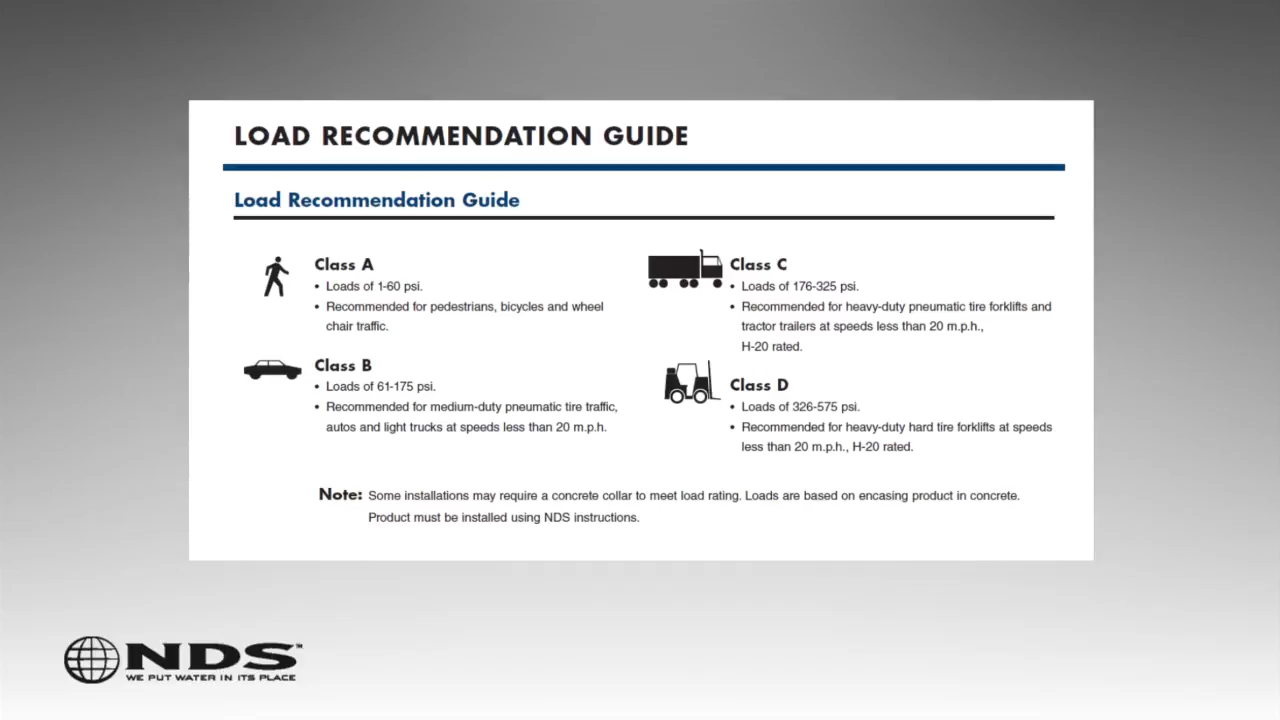 LOAD RECOMMENDATION GUIDE
Load Recommendation Guide
Class A
• Loads of 1-60 psi.
• Recommended for pedestrians, bicycles and wheel
chair traffic.
Class B
• Loads of 61-175 psi.
• Recommended for medium-duty pneumatic tire traffic,
autos and light trucks at speeds less than 20 m.p.h.
Class C
• Loads of 176-325 psi.
• Recommended for heavy-duty pneumatic tire forklifts and
tractor trailers at speeds less than 20 m.p.h.,
H-20 rated.
Class D
• Loads of 326-575 psi.
• Recommended for heavy-duty hard tire forklifts at speeds
less than 20 m.p.h., H-20 rated.
Note: Some installations may require a concrete collar to meet load rating. Loads are based on encasing product in concrete.
Product must be installed using NDS instructions.
NDS™
WE PUT WATER IN ITS PLACE